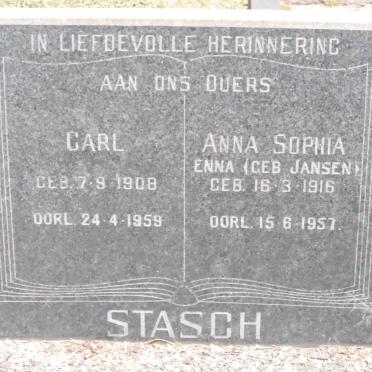 IN LIEFDEVOLLE HERINNERING
AAN ONS OUERS
CARL
GEB. 7-9-1908
OORL. 24-4-1959
ANNA SOPHIA
ENNA (GEB JANSEN)
GEB. 16-3-1916
OORL. 15-6-1957.
STASCH